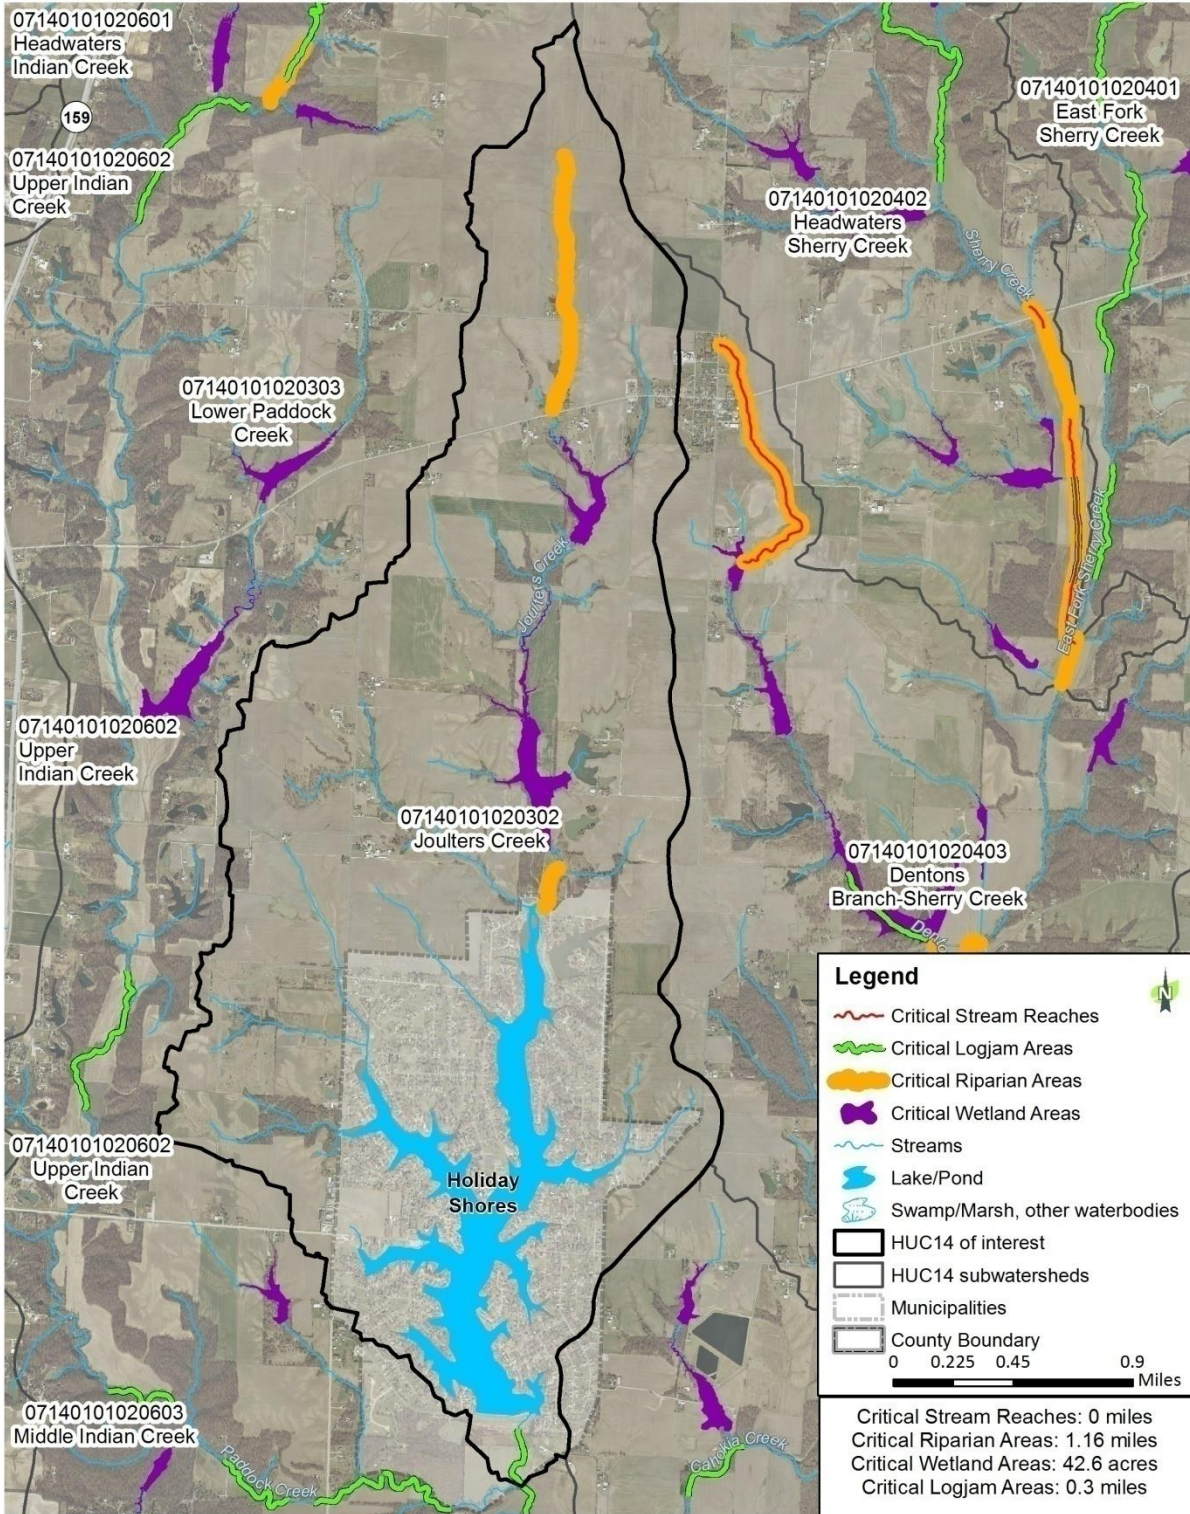 07140101020601
Headwaters
Indian Creek
159
07140101020602
Upper Indian
Creek
07140101020401
East Fork
Sherry Creek
07140101020402
Headwaters
Sherry Creek
Sherry Creek
07140101020303
Lower Paddock
Creek
Joulters Creek
East Fork Sherry Creek
07140101020602
Upper
Indian Creek
07140101020302
Joulters Creek
07140101020403
Dentons
Branch-Sherry Creek
07140101020602
Upper Indian
Creek
Holiday
Shores
07140101020603
Middle Indian Creek
Paddock Creek
Cahokia Creek
Legend
N
Critical Stream Reaches
Critical Logjam Areas
Critical Riparian Areas
Critical Wetland Areas
Streams
Lake/Pond
Swamp/Marsh, other waterbodies
HUC14 of interest
HUC14 subwatersheds
Municipalities
County Boundary
0 0.225 0.45 0.9
Miles
Critical Stream Reaches: 0 miles
Critical Riparian Areas: 1.16 miles
Critical Wetland Areas: 42.6 acres
Critical Logjam Areas: 0.3 miles